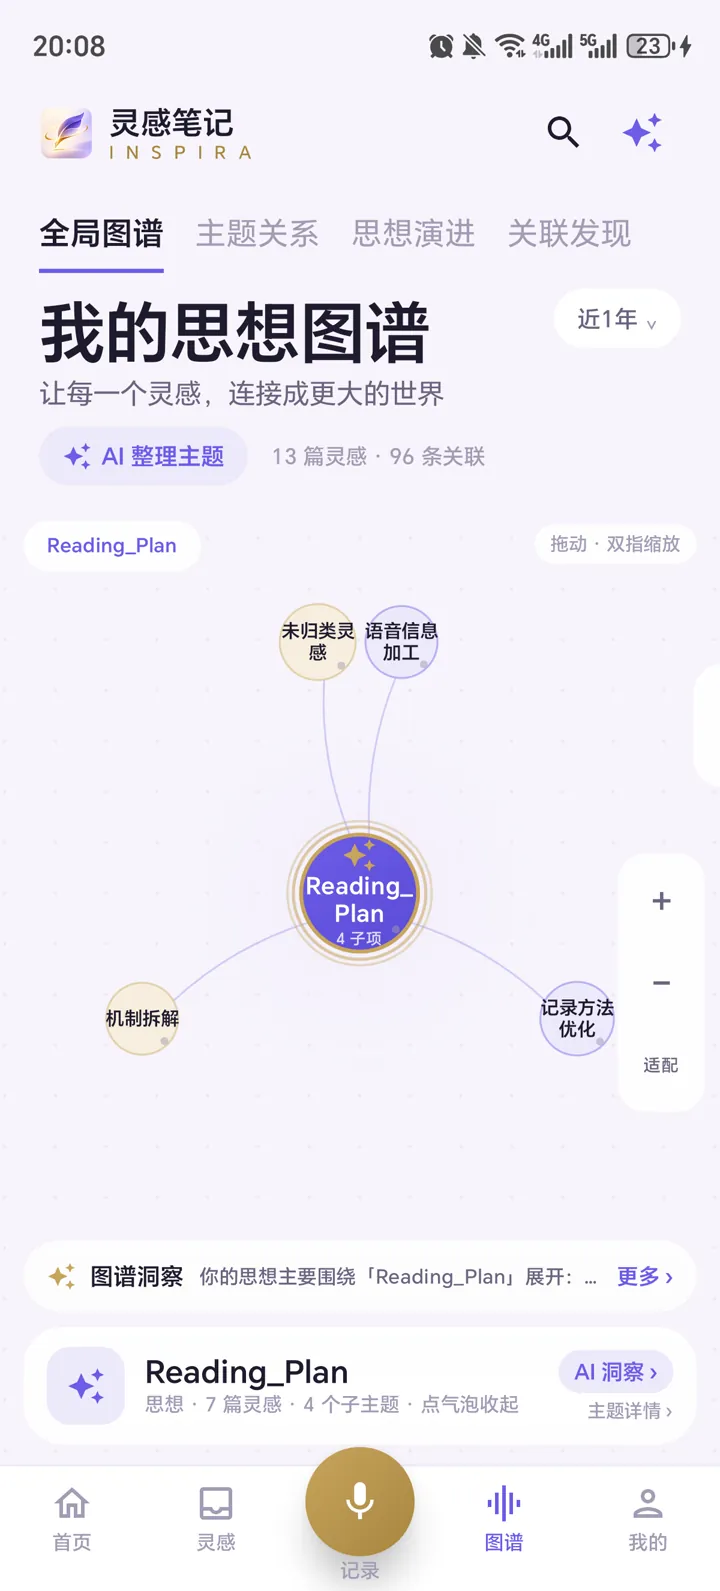 20:08
4G
5G
23
灵感笔记
INSPIRA
全局图谱 主题关系 思想演进 关联发现
我的思想图谱
近1年
让每一个灵感，连接成更大的世界
AI 整理主题
13 篇灵感 · 96 条关联
Reading_Plan
拖动 · 双指缩放
未归类灵
感
语音信息
加工
Reading_
Plan
4 子项
机制拆解
记录方法
优化
+
−
适配
图谱洞察 你的思想主要围绕「Reading_Plan」展开：... 更多 ›
Reading_Plan
AI 洞察 ›
思想 · 7 篇灵感 · 4 个子主题 · 点气泡收起
主题详情 ›
首页 灵感 记录 图谱 我的